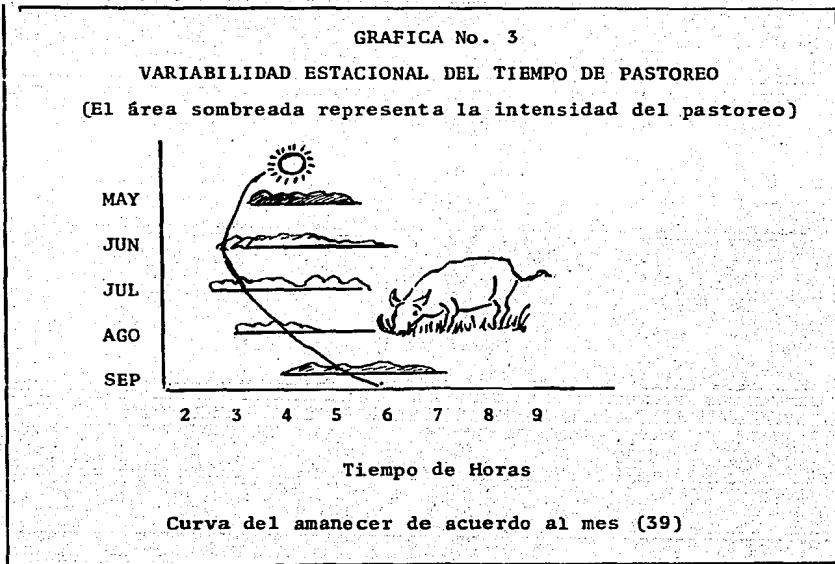 GRAFICA No. 3
VARIABILIDAD ESTACIONAL DEL TIEMPO DE PASTOREO
(El área sombreada representa la intensidad del pastoreo)
MAY
JUN
JUL
AGO
SEP
2 3 4 5 6 7 8 9
Tiempo de Horas
Curva del amanecer de acuerdo al mes (39)